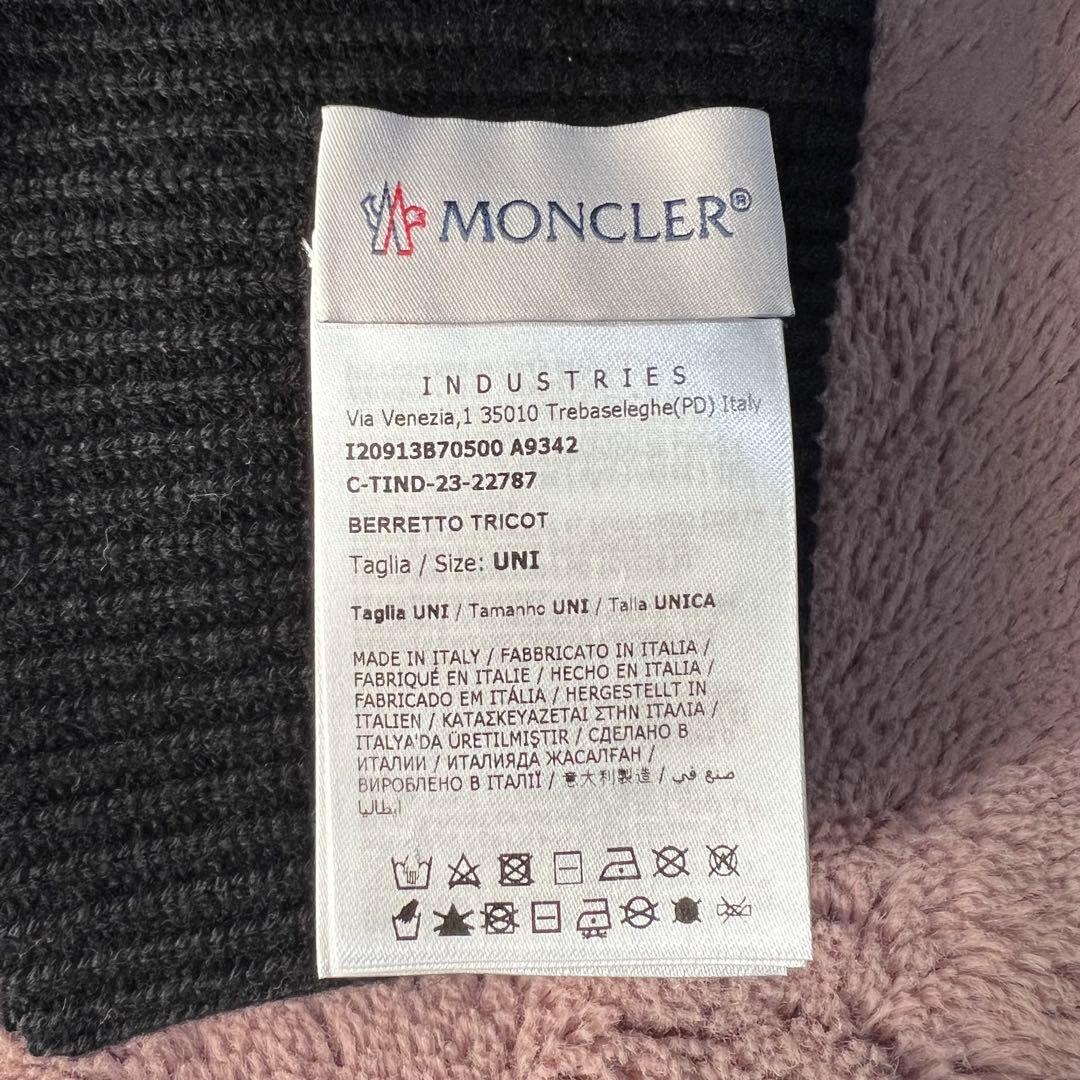 MONCLER®
INDUSTRIES
Via Venezia,1 35010 Trebaseleghe(PD) Italy
I20913B70500 A9342
C-TIND-23-22787
BERRETTO TRICOT
Taglia / Size: UNI
Taglia UNI / Tamanho UNI / Talla UNICA
MADE IN ITALY / FABBRICATO IN ITALIA /
FABRIQUÉ EN ITALIE / HECHO EN ITALIA /
FABRICADO EM ITÁLIA / HERGESTELLT IN
ITALIEN / ΚΑΤΑΣΚΕΥΑΖΕΤΑΙ ΣΤΗΝ ΙΤΑΛΙΑ /
ITALYA'DA ÜRETILMIŞTIR / СДЕЛАНО В
ИТАЛИИ / ИТАЛИЯДА ЖАСАЛҒАН /
ВИРОБЛЕНО В ІТАЛІЇ / 意大利製造 / صنع في
ايطاليا